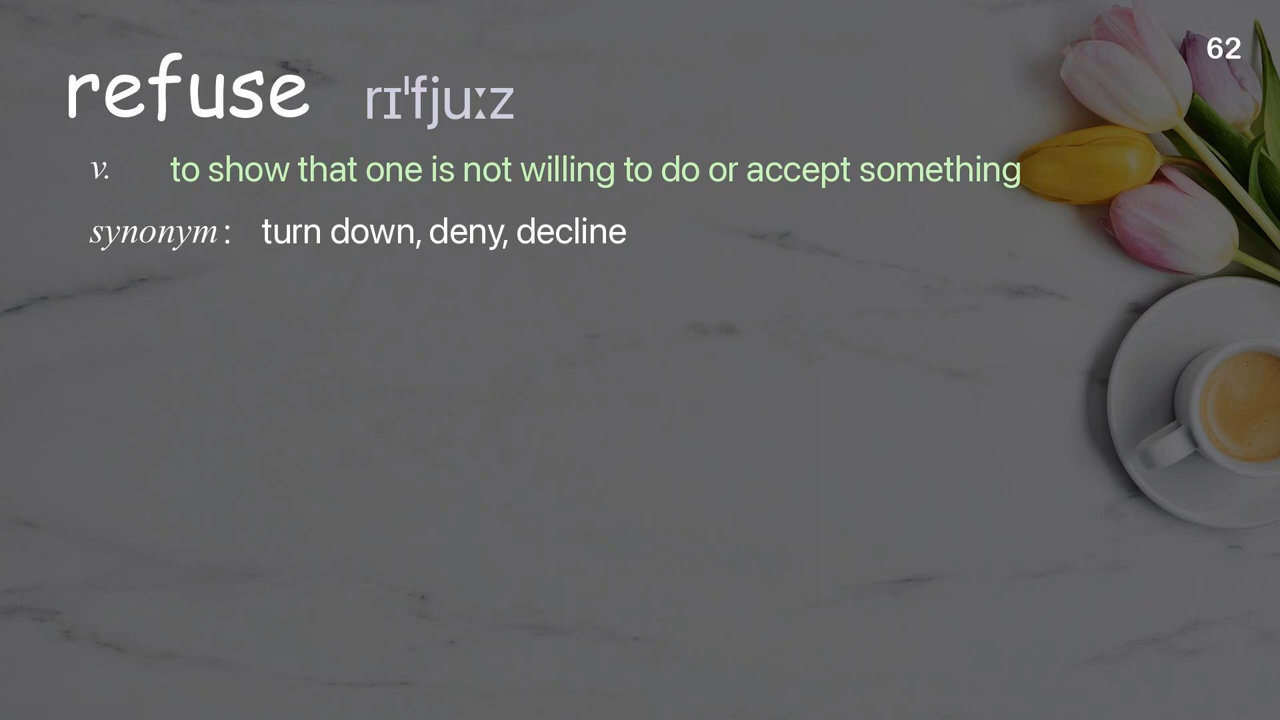 62
refuse rɪˈfjuːz
v. to show that one is not willing to do or accept something
synonym: turn down, deny, decline